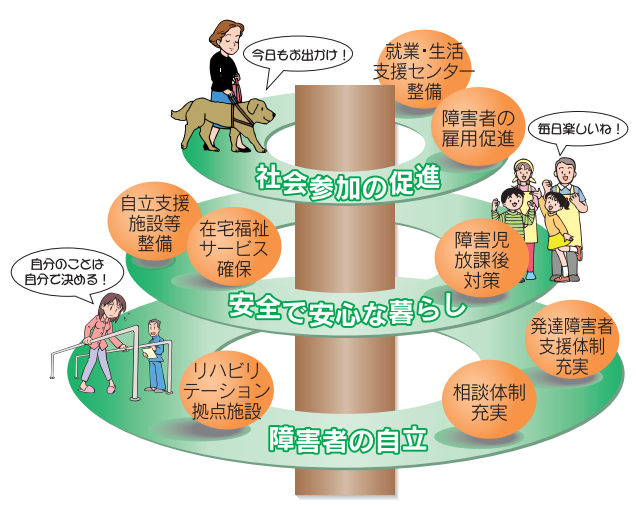 今日もお出かけ！
就業・生活
支援センター
整備
障害者の
雇用促進
毎日楽しいね！
社会参加の促進
自立支援
施設等
整備
在宅福祉
サービス
確保
障害児
放課後
対策
自分のことは
自分で決める！
安全で安心な暮らし
発達障害者
支援体制
充実
リハビリ
テーション
拠点施設
相談体制
充実
障害者の自立